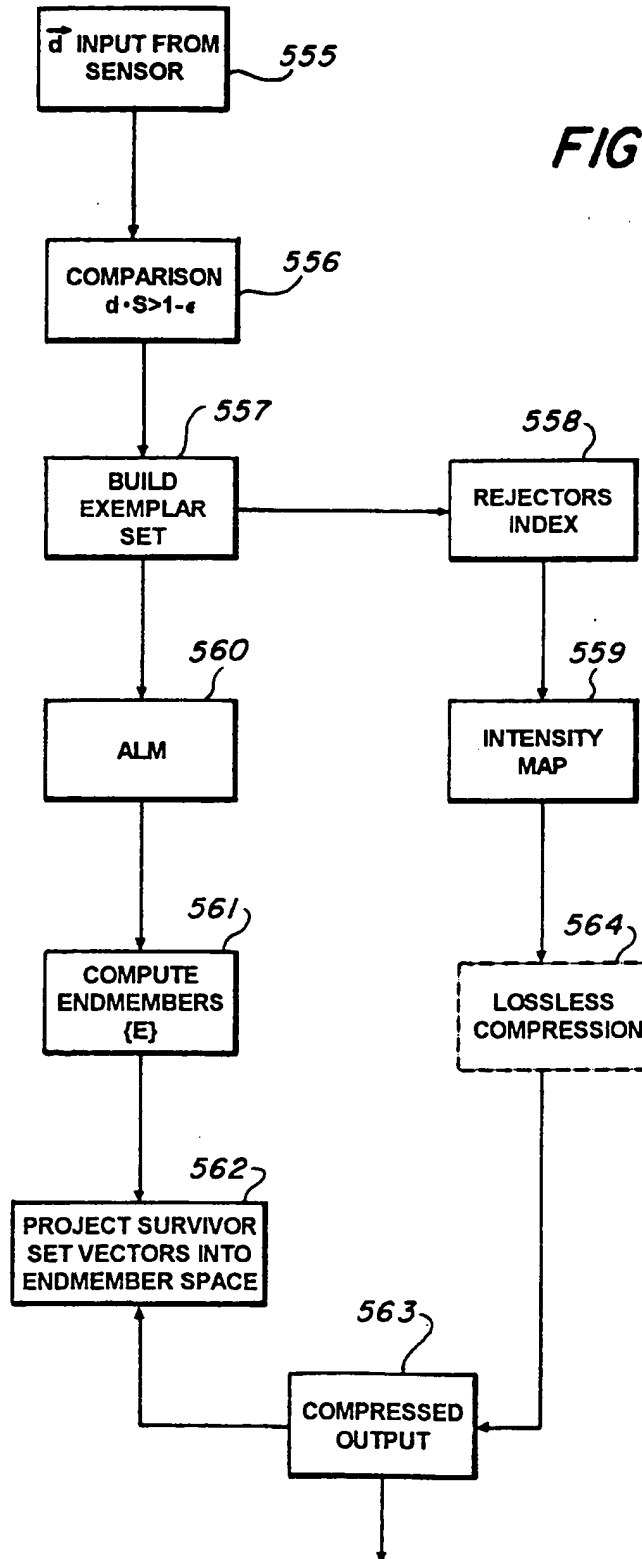 d INPUT FROM
SENSOR
555
FIG
COMPARISON
d•S>1-ϵ
556
557
BUILD
EXEMPLAR
SET
558
REJECTORS
INDEX
560
ALM
559
INTENSITY
MAP
561
COMPUTE
ENDMEMBERS
{E}
564
LOSSLESS
COMPRESSION
562
PROJECT SURVIVOR
SET VECTORS INTO
ENDMEMBER SPACE
563
COMPRESSED
OUTPUT